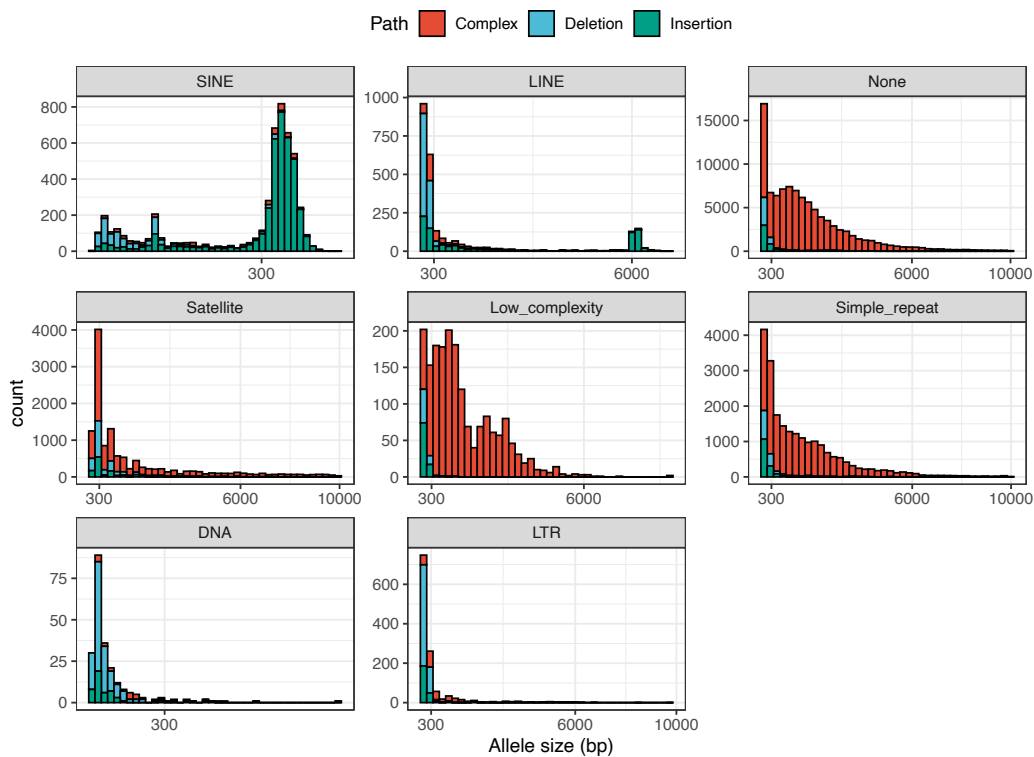 Path Complex Deletion Insertion
SINE
LINE
None
800
600
400
200
0
300
1000
750
500
250
0
300 6000
15000
10000
5000
0
300 6000 10000
Satellite
Low_complexity
Simple_repeat
4000
3000
2000
1000
0
300 6000 10000
200
150
100
50
0
300 6000
4000
3000
2000
1000
0
300 6000 10000
DNA
LTR
75
50
25
0
300
600
400
200
0
300 6000 10000
count
Allele size (bp)